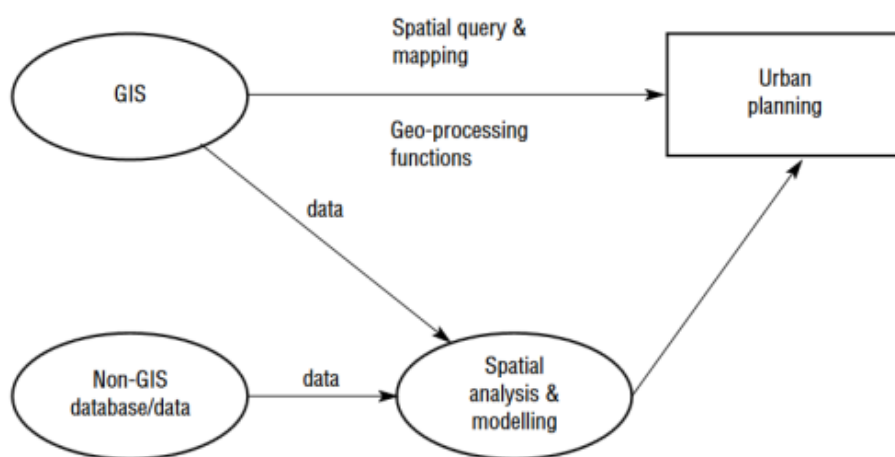 Spatial query &
mapping
GIS
Urban
planning
Geo-processing
functions
data
Non-GIS
database/data
data
Spatial
analysis &
modelling